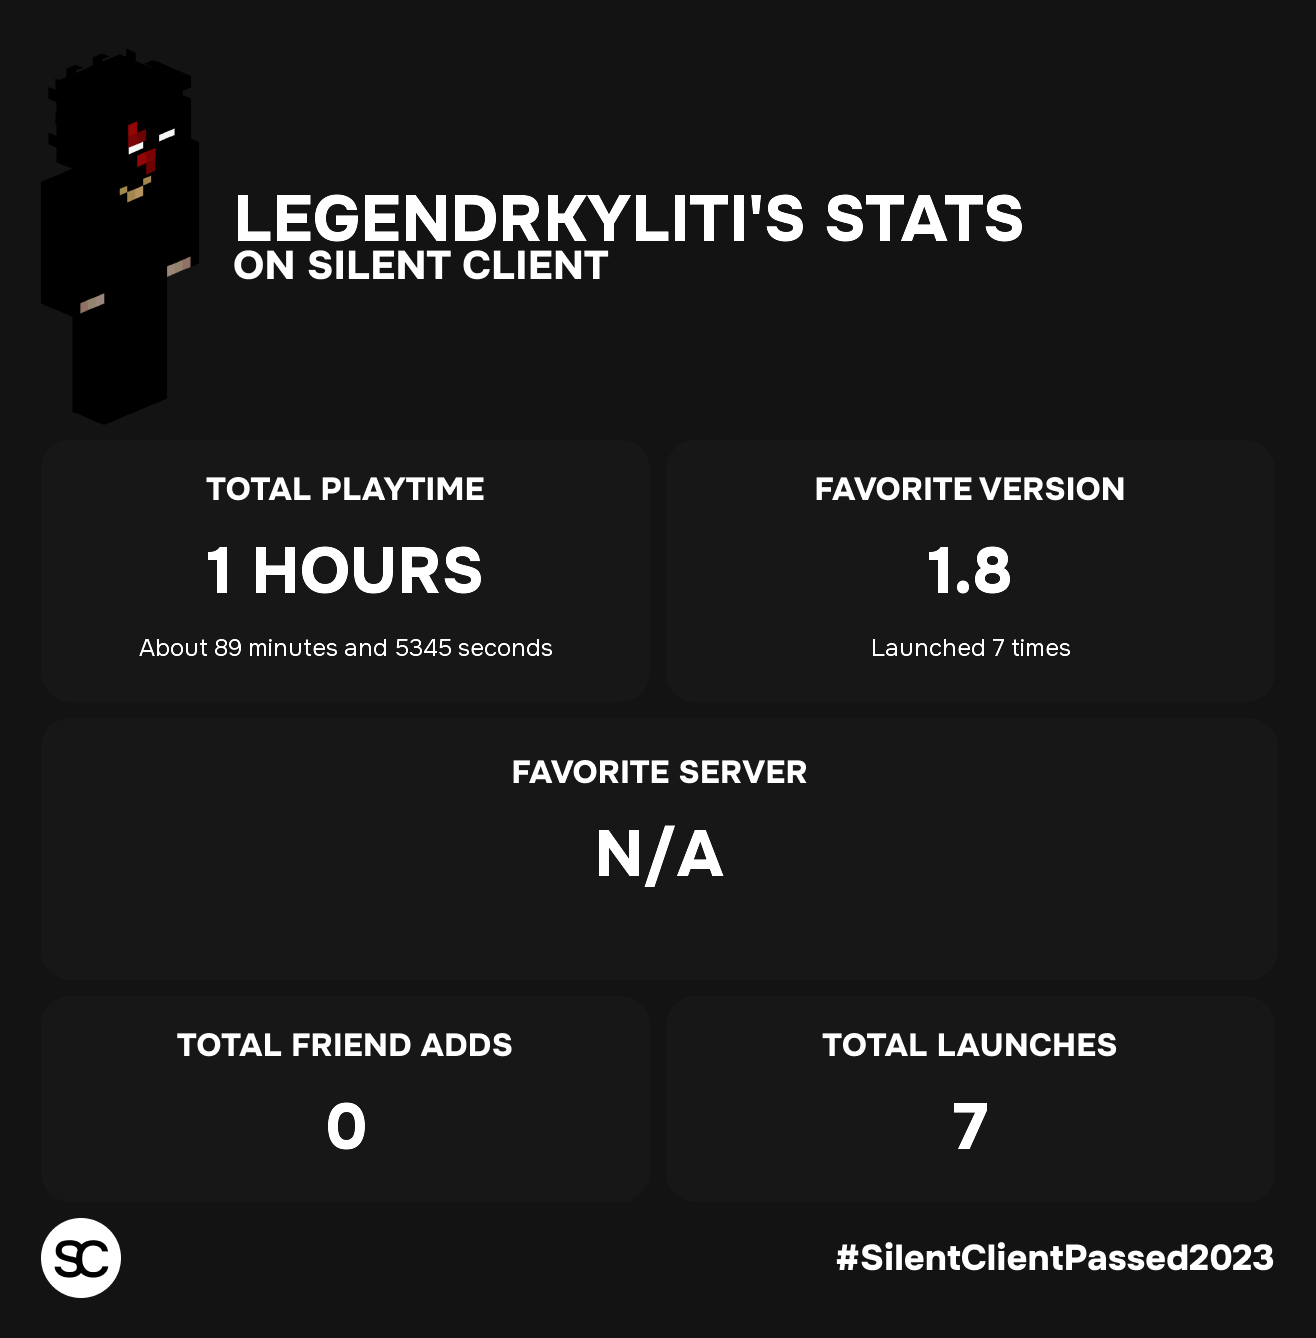 LEGENDRKYLITI'S STATS
ON SILENT CLIENT
TOTAL PLAYTIME
1 HOURS
About 89 minutes and 5345 seconds
FAVORITE VERSION
1.8
Launched 7 times
FAVORITE SERVER
N/A
TOTAL FRIEND ADDS
0
TOTAL LAUNCHES
7
SC
#SilentClientPassed2023